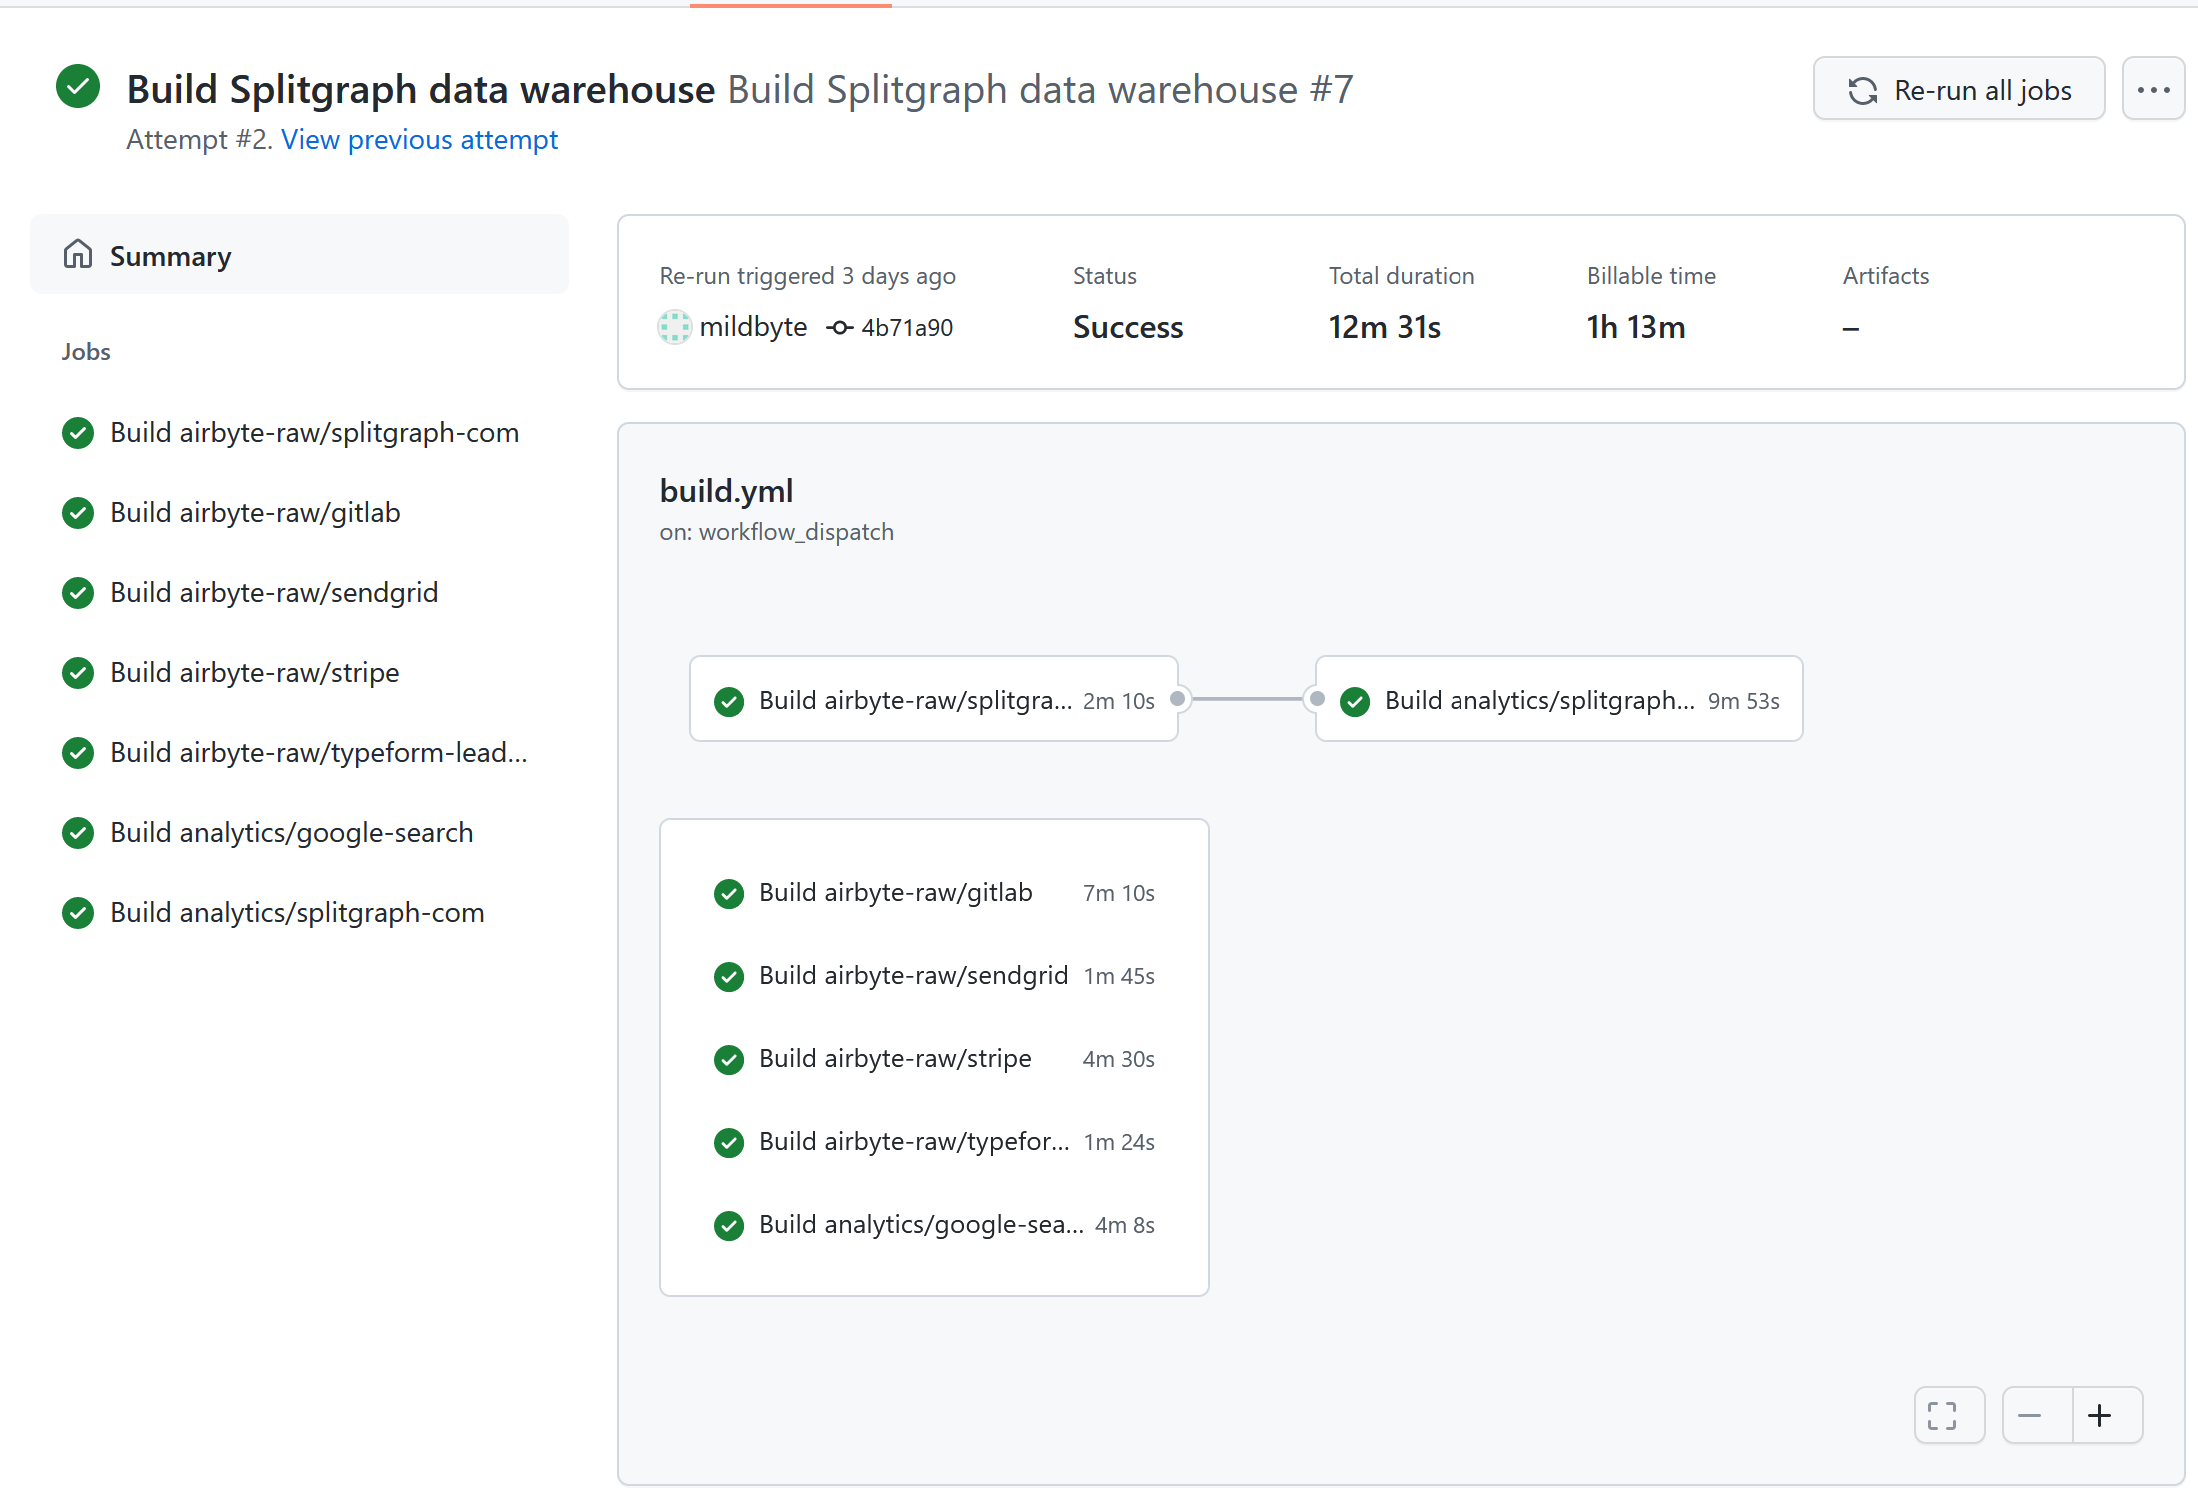 Build Splitgraph data warehouse Build Splitgraph data warehouse #7
Re-run all jobs
Attempt #2. View previous attempt
Summary
Jobs
Build airbyte-raw/splitgraph-com
Build airbyte-raw/gitlab
Build airbyte-raw/sendgrid
Build airbyte-raw/stripe
Build airbyte-raw/typeform-lead...
Build analytics/google-search
Build analytics/splitgraph-com
Re-run triggered 3 days ago
mildbyte 4b71a90
Status
Success
Total duration
12m 31s
Billable time
1h 13m
Artifacts
–
build.yml
on: workflow_dispatch
Build airbyte-raw/splitgra... 2m 10s
Build analytics/splitgraph... 9m 53s
Build airbyte-raw/gitlab 7m 10s
Build airbyte-raw/sendgrid 1m 45s
Build airbyte-raw/stripe 4m 30s
Build airbyte-raw/typefor... 1m 24s
Build analytics/google-sea... 4m 8s